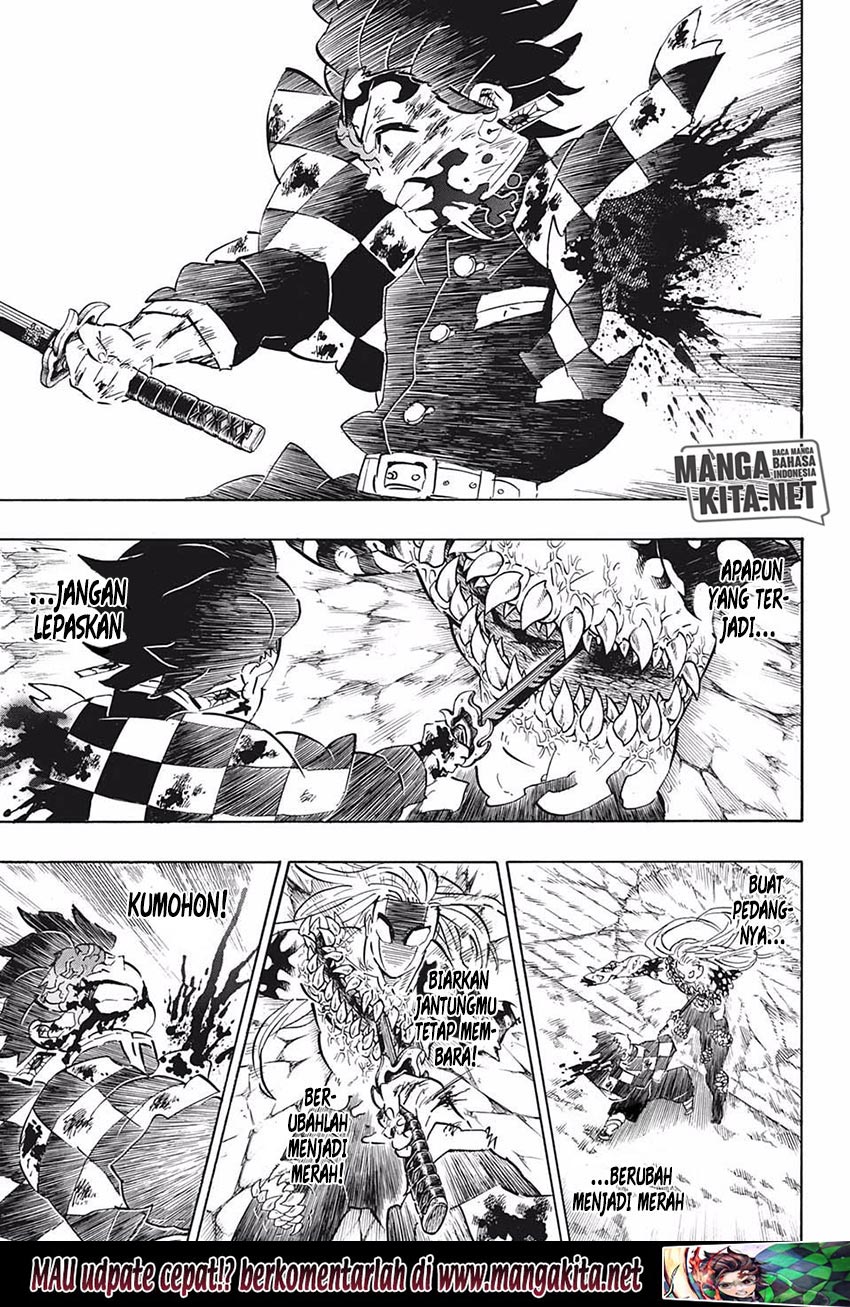 MANGA
-KITA.NET
BACA MANGA
BAHASA
INDONESIA
APAPUN
YANG TER-
JADI...
...JANGAN
LEPASKAN
BUAT
PEDANG-
NYA...
...BERUBAH
MENJADI MERAH
BIARKAN
JANTUNGMU
TETAP MEM-
BARA!
BER-
UBAHLAH
MENJADI
MERAH!
KUMOHON!
MAU udpate cepat!? berkomentarlah di www.mangakita.net